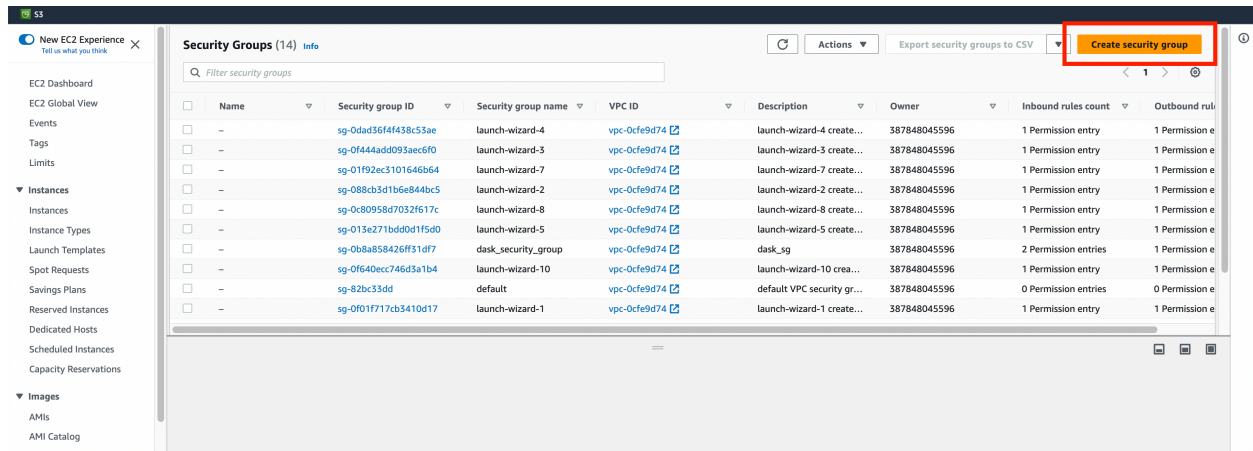 S3
New EC2 Experience
Tell us what you think
EC2 Dashboard
EC2 Global View
Events
Tags
Limits
Instances
Instances
Instance Types
Launch Templates
Spot Requests
Savings Plans
Reserved Instances
Dedicated Hosts
Scheduled Instances
Capacity Reservations
Images
AMIs
AMI Catalog
Security Groups (14) Info
Actions
Export security groups to CSV
Create security group
Filter security groups
1
Name Security group ID Security group name VPC ID Description Owner Inbound rules count Outbound rul
– sg-0dad36f4f438c53ae launch-wizard-4 vpc-0cfe9d74 launch-wizard-4 create... 387848045596 1 Permission entry 1 Permission e
– sg-0f444add093aec6f0 launch-wizard-3 vpc-0cfe9d74 launch-wizard-3 create... 387848045596 1 Permission entry 1 Permission e
– sg-01f92ec3101646b64 launch-wizard-7 vpc-0cfe9d74 launch-wizard-7 create... 387848045596 1 Permission entry 1 Permission e
– sg-088cb3d1b6e844bc5 launch-wizard-2 vpc-0cfe9d74 launch-wizard-2 create... 387848045596 1 Permission entry 1 Permission e
– sg-0c80958d7032f617c launch-wizard-8 vpc-0cfe9d74 launch-wizard-8 create... 387848045596 1 Permission entry 1 Permission e
– sg-013e271bdd0d1f5d0 launch-wizard-5 vpc-0cfe9d74 launch-wizard-5 create... 387848045596 1 Permission entry 1 Permission e
– sg-0b8a858426ff31df7 dask_security_group vpc-0cfe9d74 dask_sg 387848045596 2 Permission entries 1 Permission e
– sg-0f640ecc746d3a1b4 launch-wizard-10 vpc-0cfe9d74 launch-wizard-10 crea... 387848045596 1 Permission entry 1 Permission e
– sg-82bc33dd default vpc-0cfe9d74 default VPC security gr... 387848045596 0 Permission entries 0 Permission e
– sg-0f01f717cb3410d17 launch-wizard-1 vpc-0cfe9d74 launch-wizard-1 create... 387848045596 1 Permission entry 1 Permission e